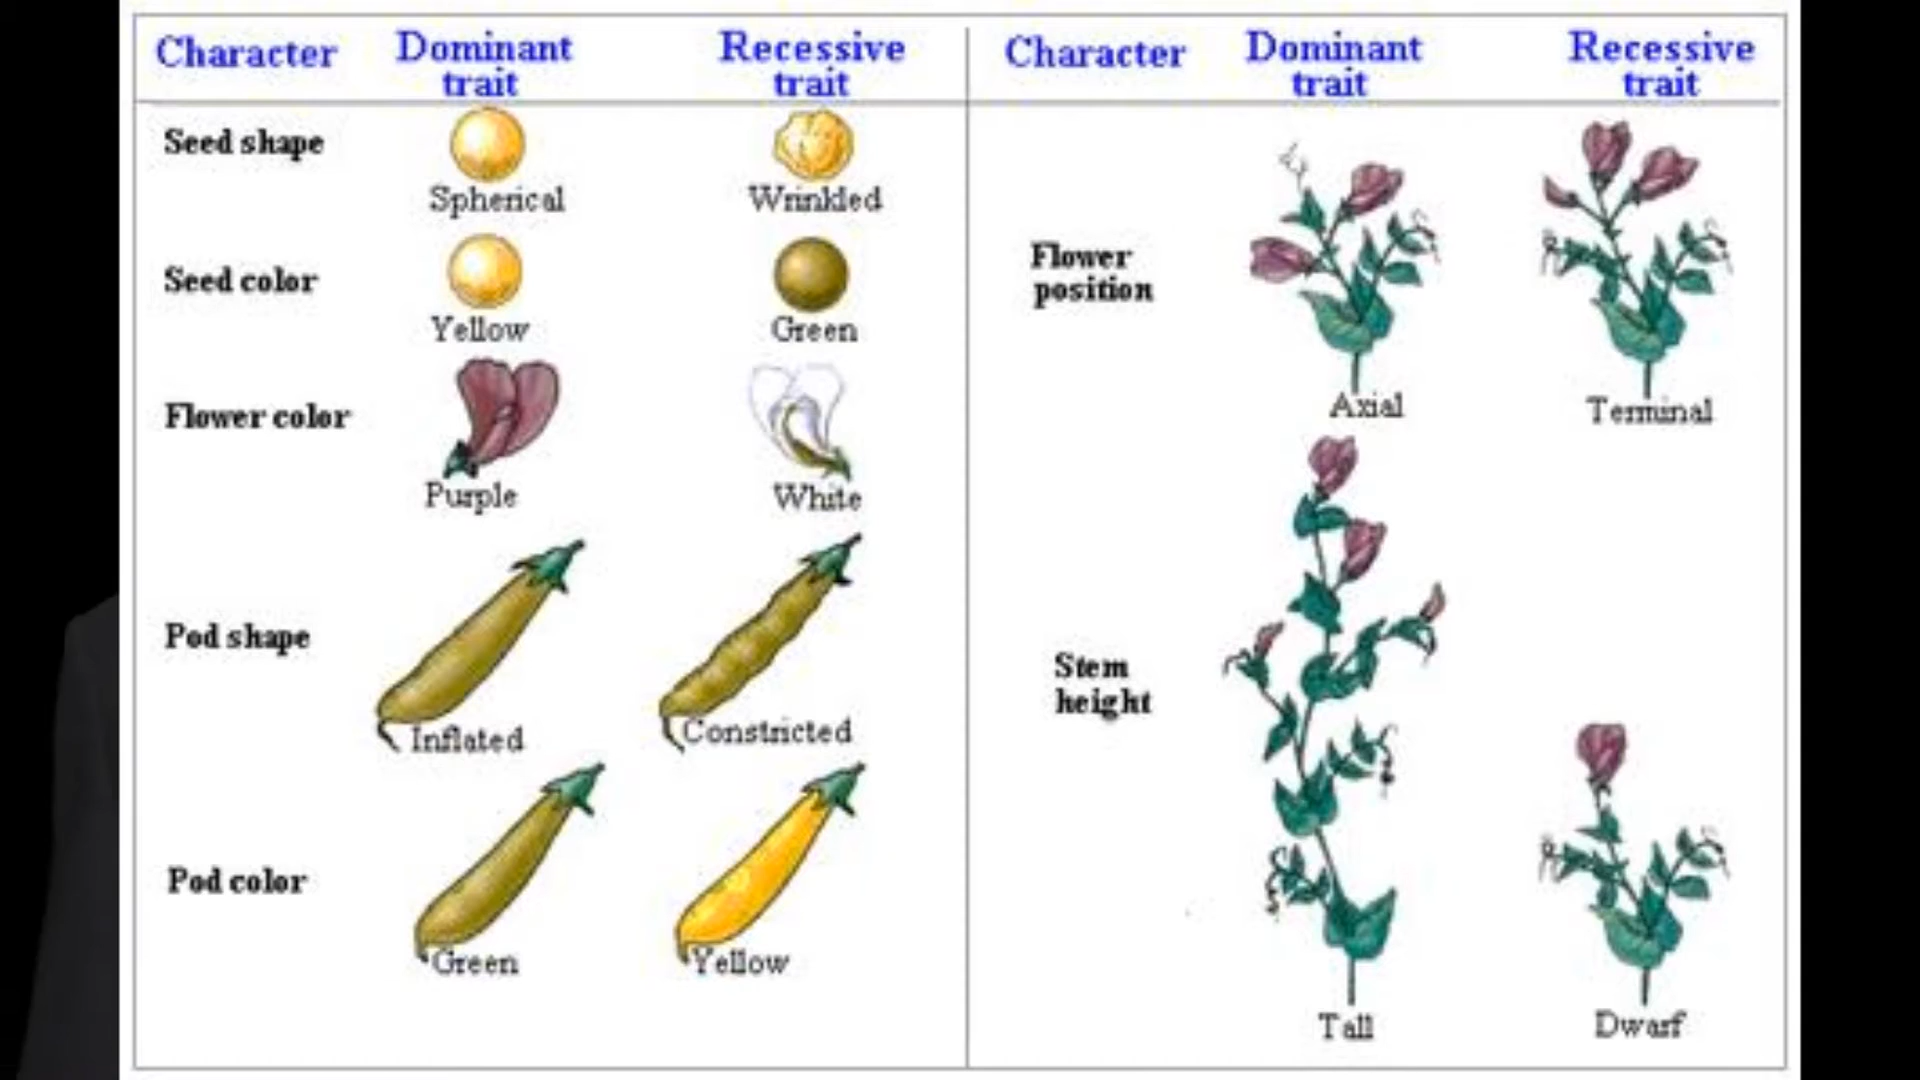 Character Dominant trait Recessive trait
Seed shape
Spherical Wrinkled
Seed color
Yellow Green
Flower color
Purple White
Pod shape
Inflated Constricted
Pod color
Green Yellow
Character Dominant trait Recessive trait
Flower
position
Axial Terminal
Stem
height
Tall Dwarf